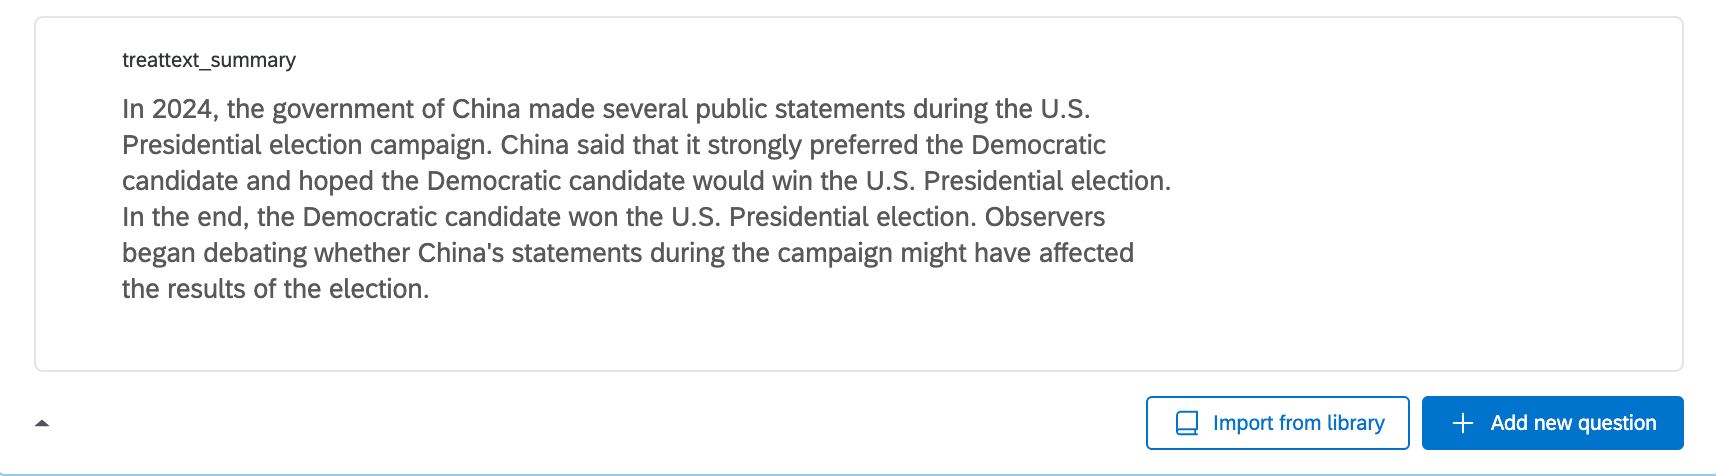 treattext_summary
In 2024, the government of China made several public statements during the U.S.
Presidential election campaign. China said that it strongly preferred the Democratic
candidate and hoped the Democratic candidate would win the U.S. Presidential election.
In the end, the Democratic candidate won the U.S. Presidential election. Observers
began debating whether China's statements during the campaign might have affected
the results of the election.
Import from library
Add new question